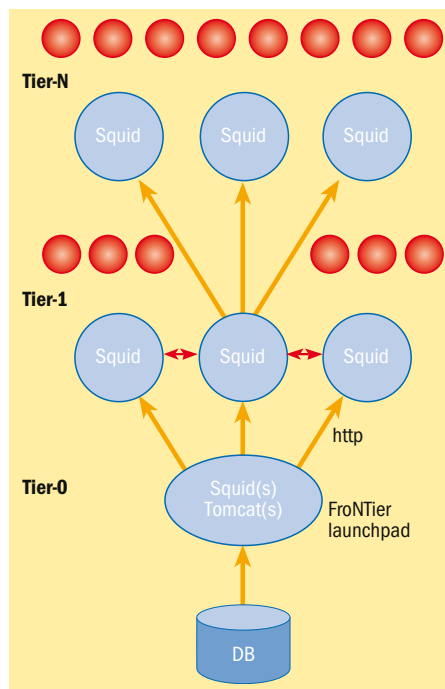 Tier-N
Squid
Squid
Squid
Tier-1
Squid
Squid
Squid
http
Tier-0
Squid(s)
Tomcat(s)
FroNTier
launchpad
DB